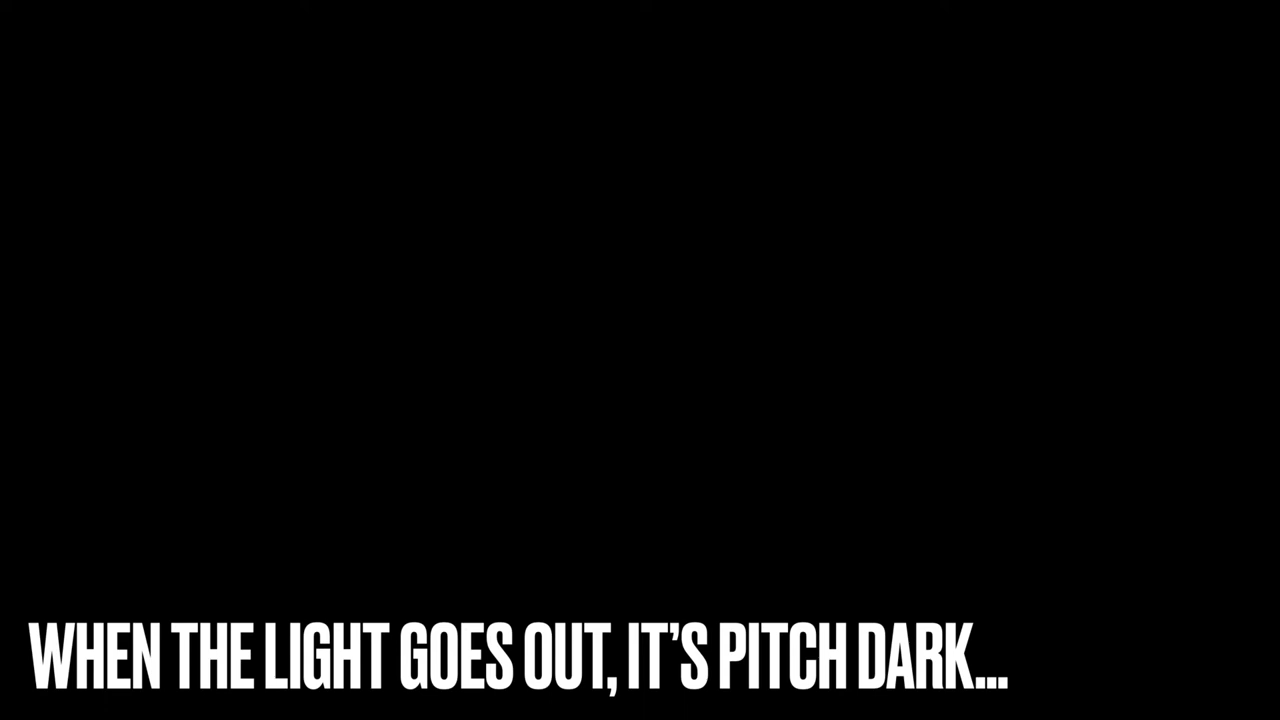 WHEN THE LIGHT GOES OUT, IT’S PITCH DARK...